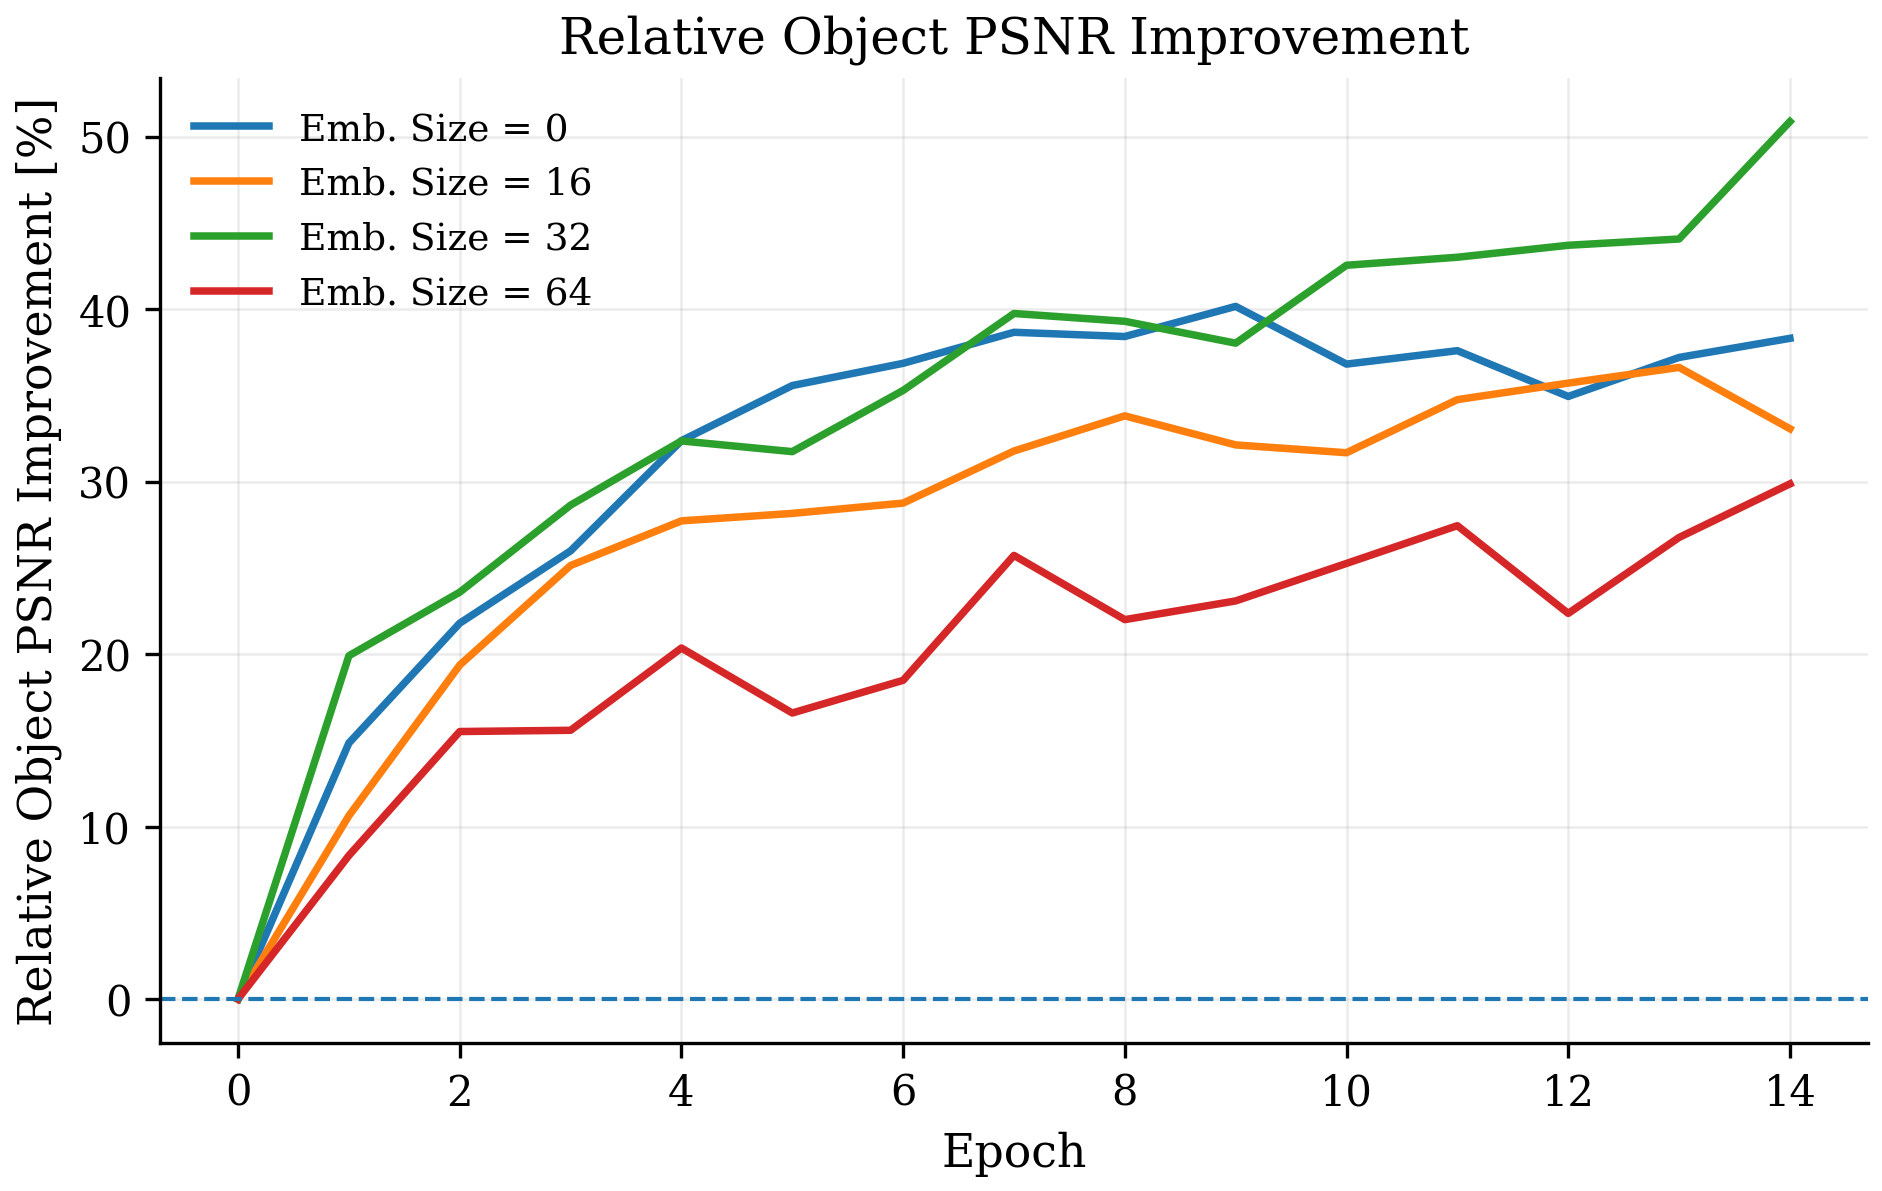 Relative Object PSNR Improvement
Relative Object PSNR Improvement [%]
50
40
30
20
10
0
Emb. Size = 0
Emb. Size = 16
Emb. Size = 32
Emb. Size = 64
0 2 4 6 8 10 12 14
Epoch